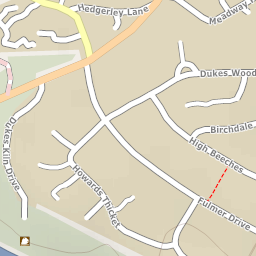 Hedgerley Lane
Meadway
Dukes Wood
Birchdale
High Beeches
Dukes Kiln Drive
Howards Thicket
Fulmer Drive